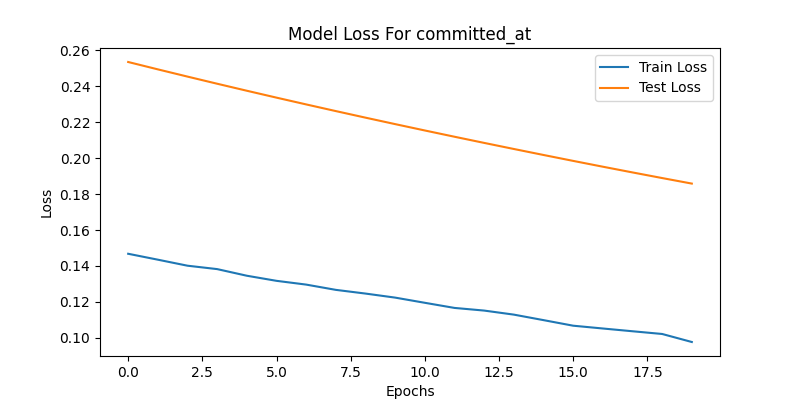 Model Loss For committed_at
0.26
0.24
0.22
0.20
0.18
0.16
0.14
0.12
0.10
Loss
Train Loss
Test Loss
0.0 2.5 5.0 7.5 10.0 12.5 15.0 17.5
Epochs